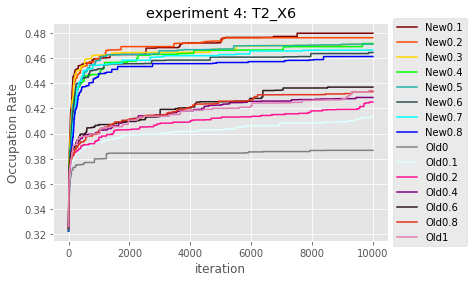 experiment 4: T2_X6
Occupation Rate
0.48
0.46
0.44
0.42
0.40
0.38
0.36
0.34
0.32
0
2000
4000
6000
8000
10000
iteration
New0.1
New0.2
New0.3
New0.4
New0.5
New0.6
New0.7
New0.8
Old0
Old0.1
Old0.2
Old0.4
Old0.6
Old0.8
Old1